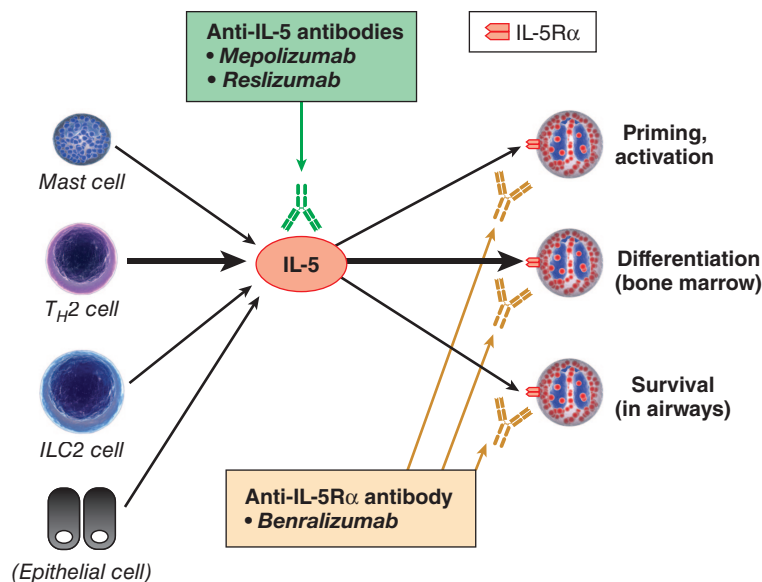 Anti-IL-5 antibodies
• Mepolizumab
• Reslizumab
IL-5Rα
Mast cell
T_H2 cell
ILC2 cell
(Epithelial cell)
IL-5
Priming,
activation
Differentiation
(bone marrow)
Survival
(in airways)
Anti-IL-5Rα antibody
• Benralizumab